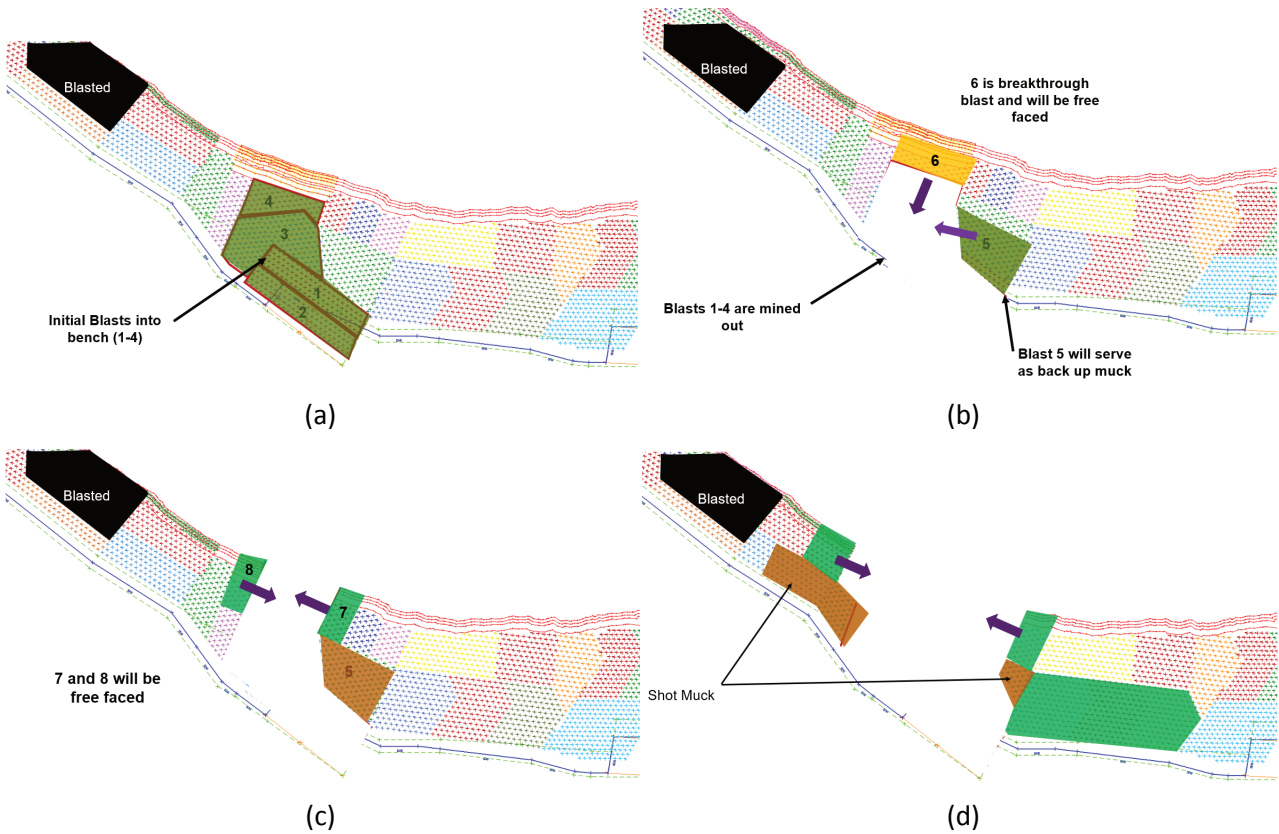 Blasted
4
3
1
2
Initial Blasts into
bench (1-4)
(a)
Blasted
6 is breakthrough
blast and will be free
faced
6
5
Blasts 1-4 are mined
out
Blast 5 will serve
as back up muck
(b)
Blasted
8
7
5
7 and 8 will be
free faced
(c)
Blasted
Shot Muck
(d)